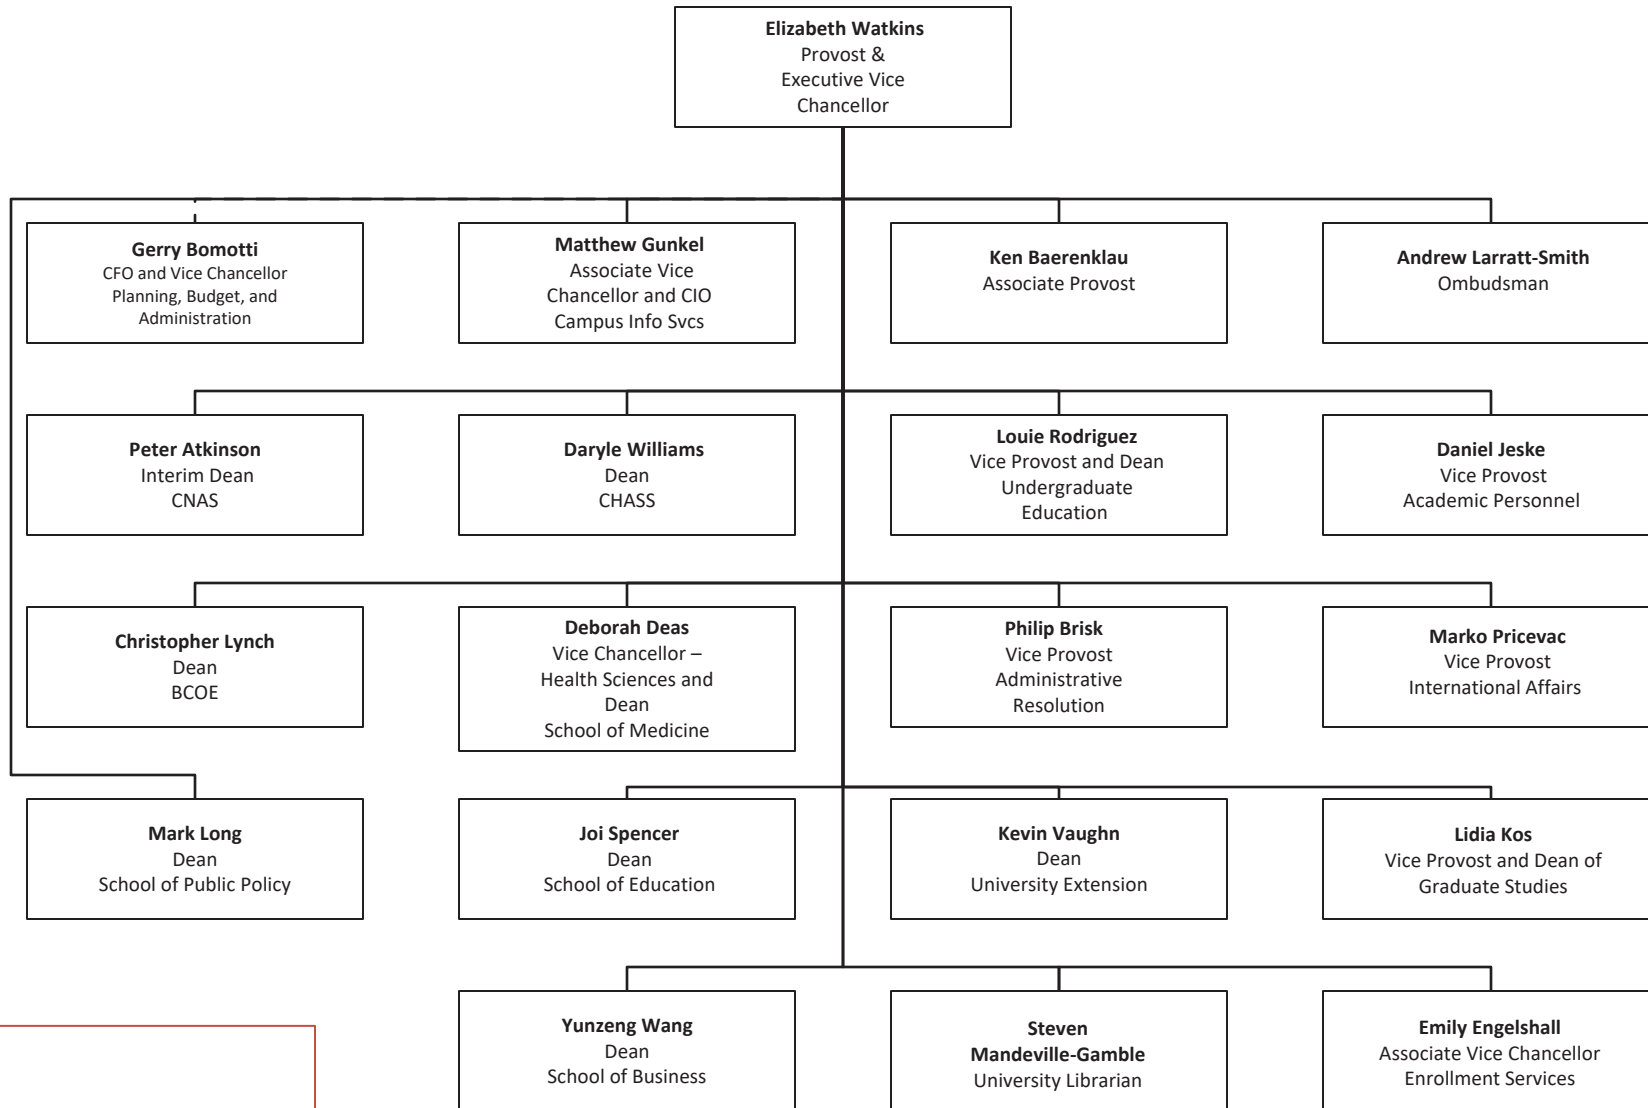 Elizabeth Watkins
Provost &
Executive Vice
Chancellor
Gerry Bomotti
CFO and Vice Chancellor
Planning, Budget, and
Administration
Matthew Gunkel
Associate Vice
Chancellor and CIO
Campus Info Svcs
Ken Baerenklau
Associate Provost
Andrew Larratt-Smith
Ombudsman
Peter Atkinson
Interim Dean
CNAS
Daryle Williams
Dean
CHASS
Louie Rodriguez
Vice Provost and Dean
Undergraduate
Education
Daniel Jeske
Vice Provost
Academic Personnel
Christopher Lynch
Dean
BCOE
Deborah Deas
Vice Chancellor –
Health Sciences and
Dean
School of Medicine
Philip Brisk
Vice Provost
Administrative
Resolution
Marko Pricevac
Vice Provost
International Affairs
Mark Long
Dean
School of Public Policy
Joi Spencer
Dean
School of Education
Kevin Vaughn
Dean
University Extension
Lidia Kos
Vice Provost and Dean of
Graduate Studies
Yunzeng Wang
Dean
School of Business
Steven
Mandeville-Gamble
University Librarian
Emily Engelshall
Associate Vice Chancellor
Enrollment Services